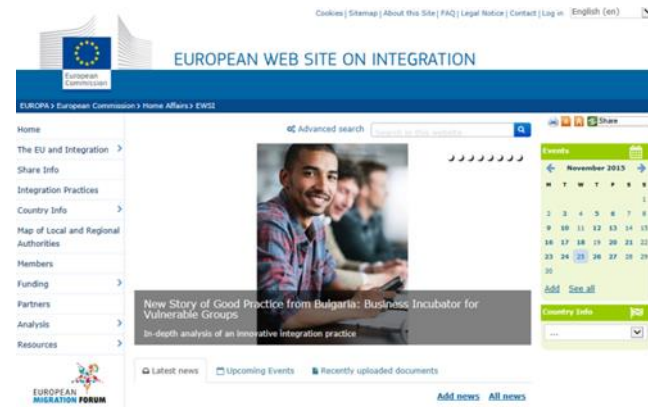 Cookies | Sitemap | About this Site | FAQ | Legal Notice | Contact | Log in English (en)
European
Commission
EUROPEAN WEB SITE ON INTEGRATION
EUROPA > European Commission > Home Affairs > EWSI
Home
The EU and Integration
Share Info
Integration Practices
Country Info
Map of Local and Regional
Authorities
Members
Funding
Partners
Analysis
Resources
EUROPEAN
MIGRATION FORUM
Advanced search
Search in this website
New Story of Good Practice from Bulgaria: Business Incubator for
Vulnerable Groups
In-depth analysis of an innovative integration practice
Latest news Upcoming Events Recently uploaded documents
Add news All news
Share
Events
November 2015
M T W T F S S
1
2 3 4 5 6 7 8
9 10 11 12 13 14 15
16 17 18 19 20 21 22
23 24 25 26 27 28 29
30
Add See all
Country Info
...